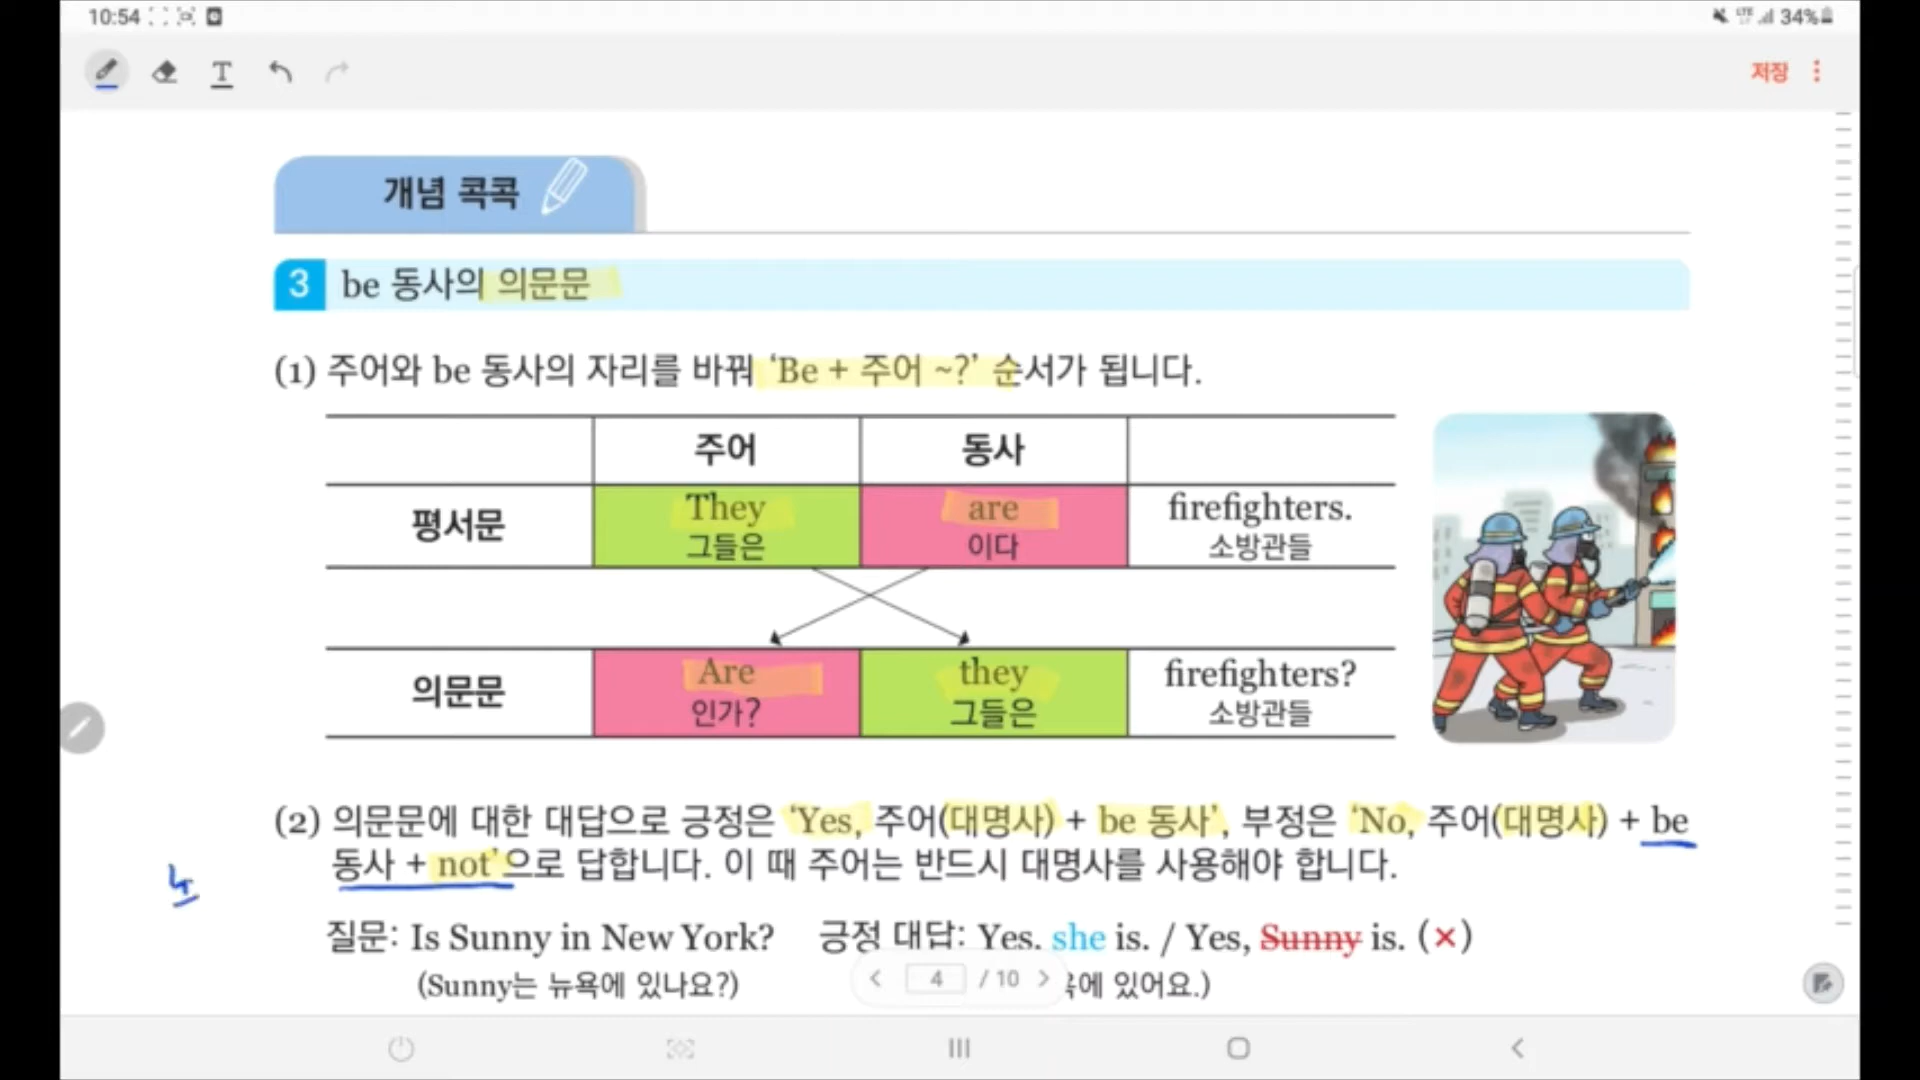 10:54
LTE 34%
T
저장
개념 콕콕
3 be 동사의 의문문
(1) 주어와 be 동사의 자리를 바꿔 ‘Be + 주어 ~?’ 순서가 됩니다.
주어 동사
평서문 They are firefighters.
그들은 이다 소방관들
의문문 Are they firefighters?
인가? 그들은 소방관들
(2) 의문문에 대한 대답으로 긍정은 ‘Yes, 주어(대명사) + be 동사’, 부정은 ‘No, 주어(대명사) + be
동사 + not’으로 답합니다. 이 때 주어는 반드시 대명사를 사용해야 합니다.
질문: Is Sunny in New York? 긍정 대답: Yes. she is. / Yes, Sunny is. (×)
(Sunny는 뉴욕에 있나요?) 에 있어요.)
4 / 10